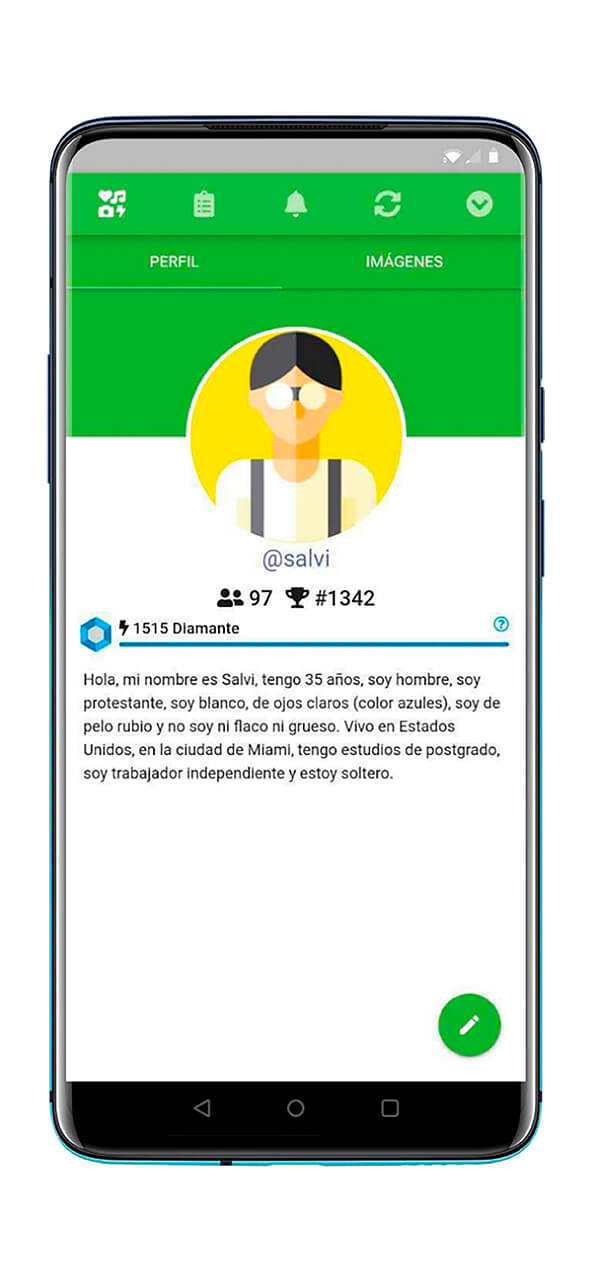 PERFIL IMÁGENES
@salvi
97 #1342
1515 Diamante
Hola, mi nombre es Salvi, tengo 35 años, soy hombre, soy
protestante, soy blanco, de ojos claros (color azules), soy de
pelo rubio y no soy ni flaco ni grueso. Vivo en Estados
Unidos, en la ciudad de Miami, tengo estudios de postgrado,
soy trabajador independiente y estoy soltero.